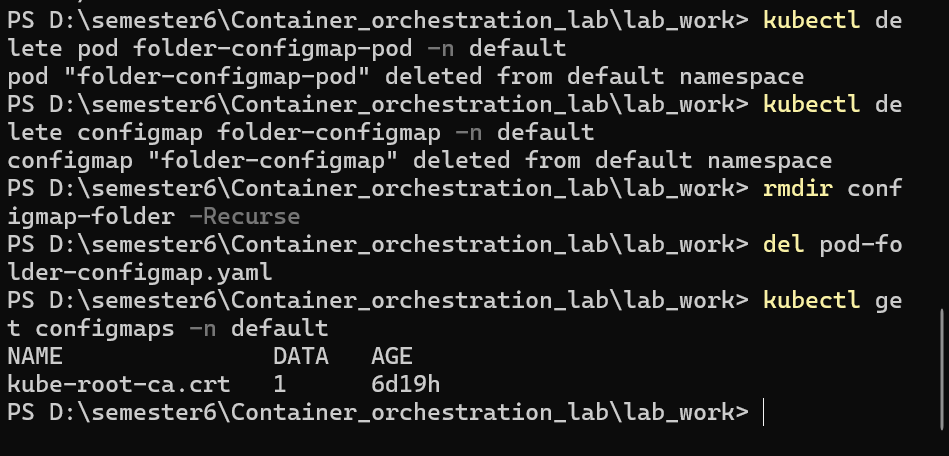 PS D:\semester6\Container_orchestration_lab\lab_work> kubectl de
lete pod folder-configmap-pod -n default
pod "folder-configmap-pod" deleted from default namespace
PS D:\semester6\Container_orchestration_lab\lab_work> kubectl de
lete configmap folder-configmap -n default
configmap "folder-configmap" deleted from default namespace
PS D:\semester6\Container_orchestration_lab\lab_work> rmdir conf
igmap-folder -Recurse
PS D:\semester6\Container_orchestration_lab\lab_work> del pod-fo
lder-configmap.yaml
PS D:\semester6\Container_orchestration_lab\lab_work> kubectl ge
t configmaps -n default
NAME               DATA   AGE
kube-root-ca.crt   1      6d19h
PS D:\semester6\Container_orchestration_lab\lab_work>